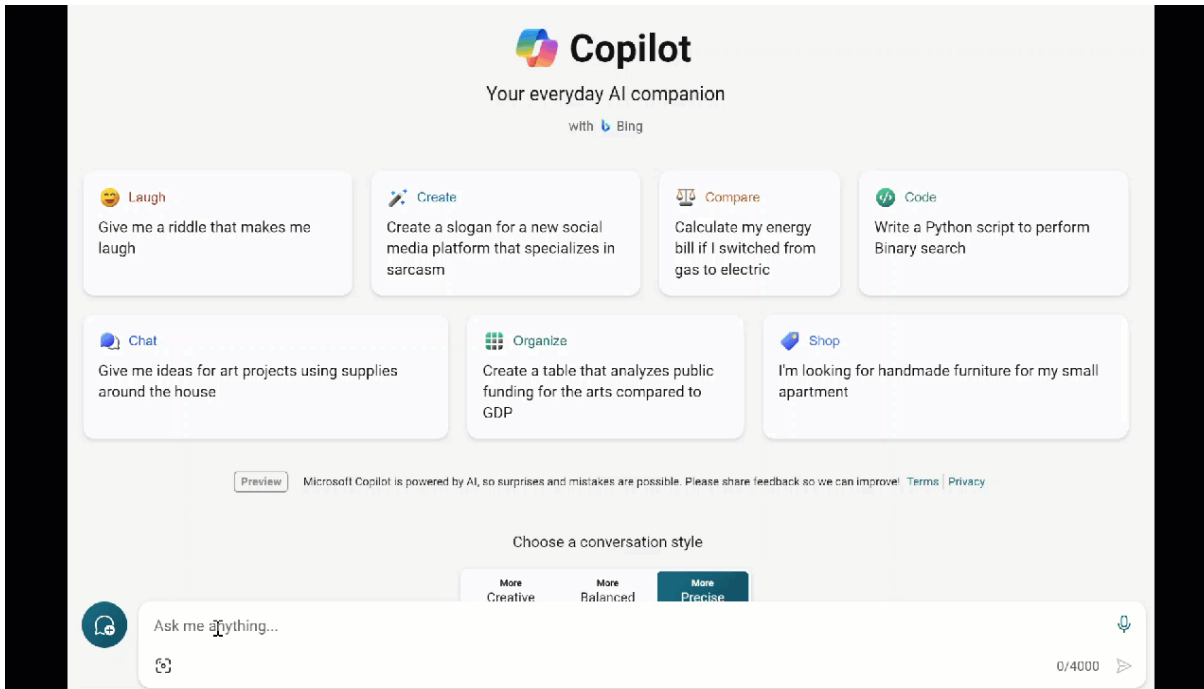 Copilot
Your everyday AI companion
with Bing
Laugh
Give me a riddle that makes me
laugh
Create
Create a slogan for a new social
media platform that specializes in
sarcasm
Compare
Calculate my energy
bill if I switched from
gas to electric
Code
Write a Python script to perform
Binary search
Chat
Give me ideas for art projects using supplies
around the house
Organize
Create a table that analyzes public
funding for the arts compared to
GDP
Shop
I'm looking for handmade furniture for my small
apartment
Preview Microsoft Copilot is powered by AI, so surprises and mistakes are possible. Please share feedback so we can improve! Terms Privacy
Choose a conversation style
More
Creative
More
Balanced
More
Precise
Ask me anything...
0/4000